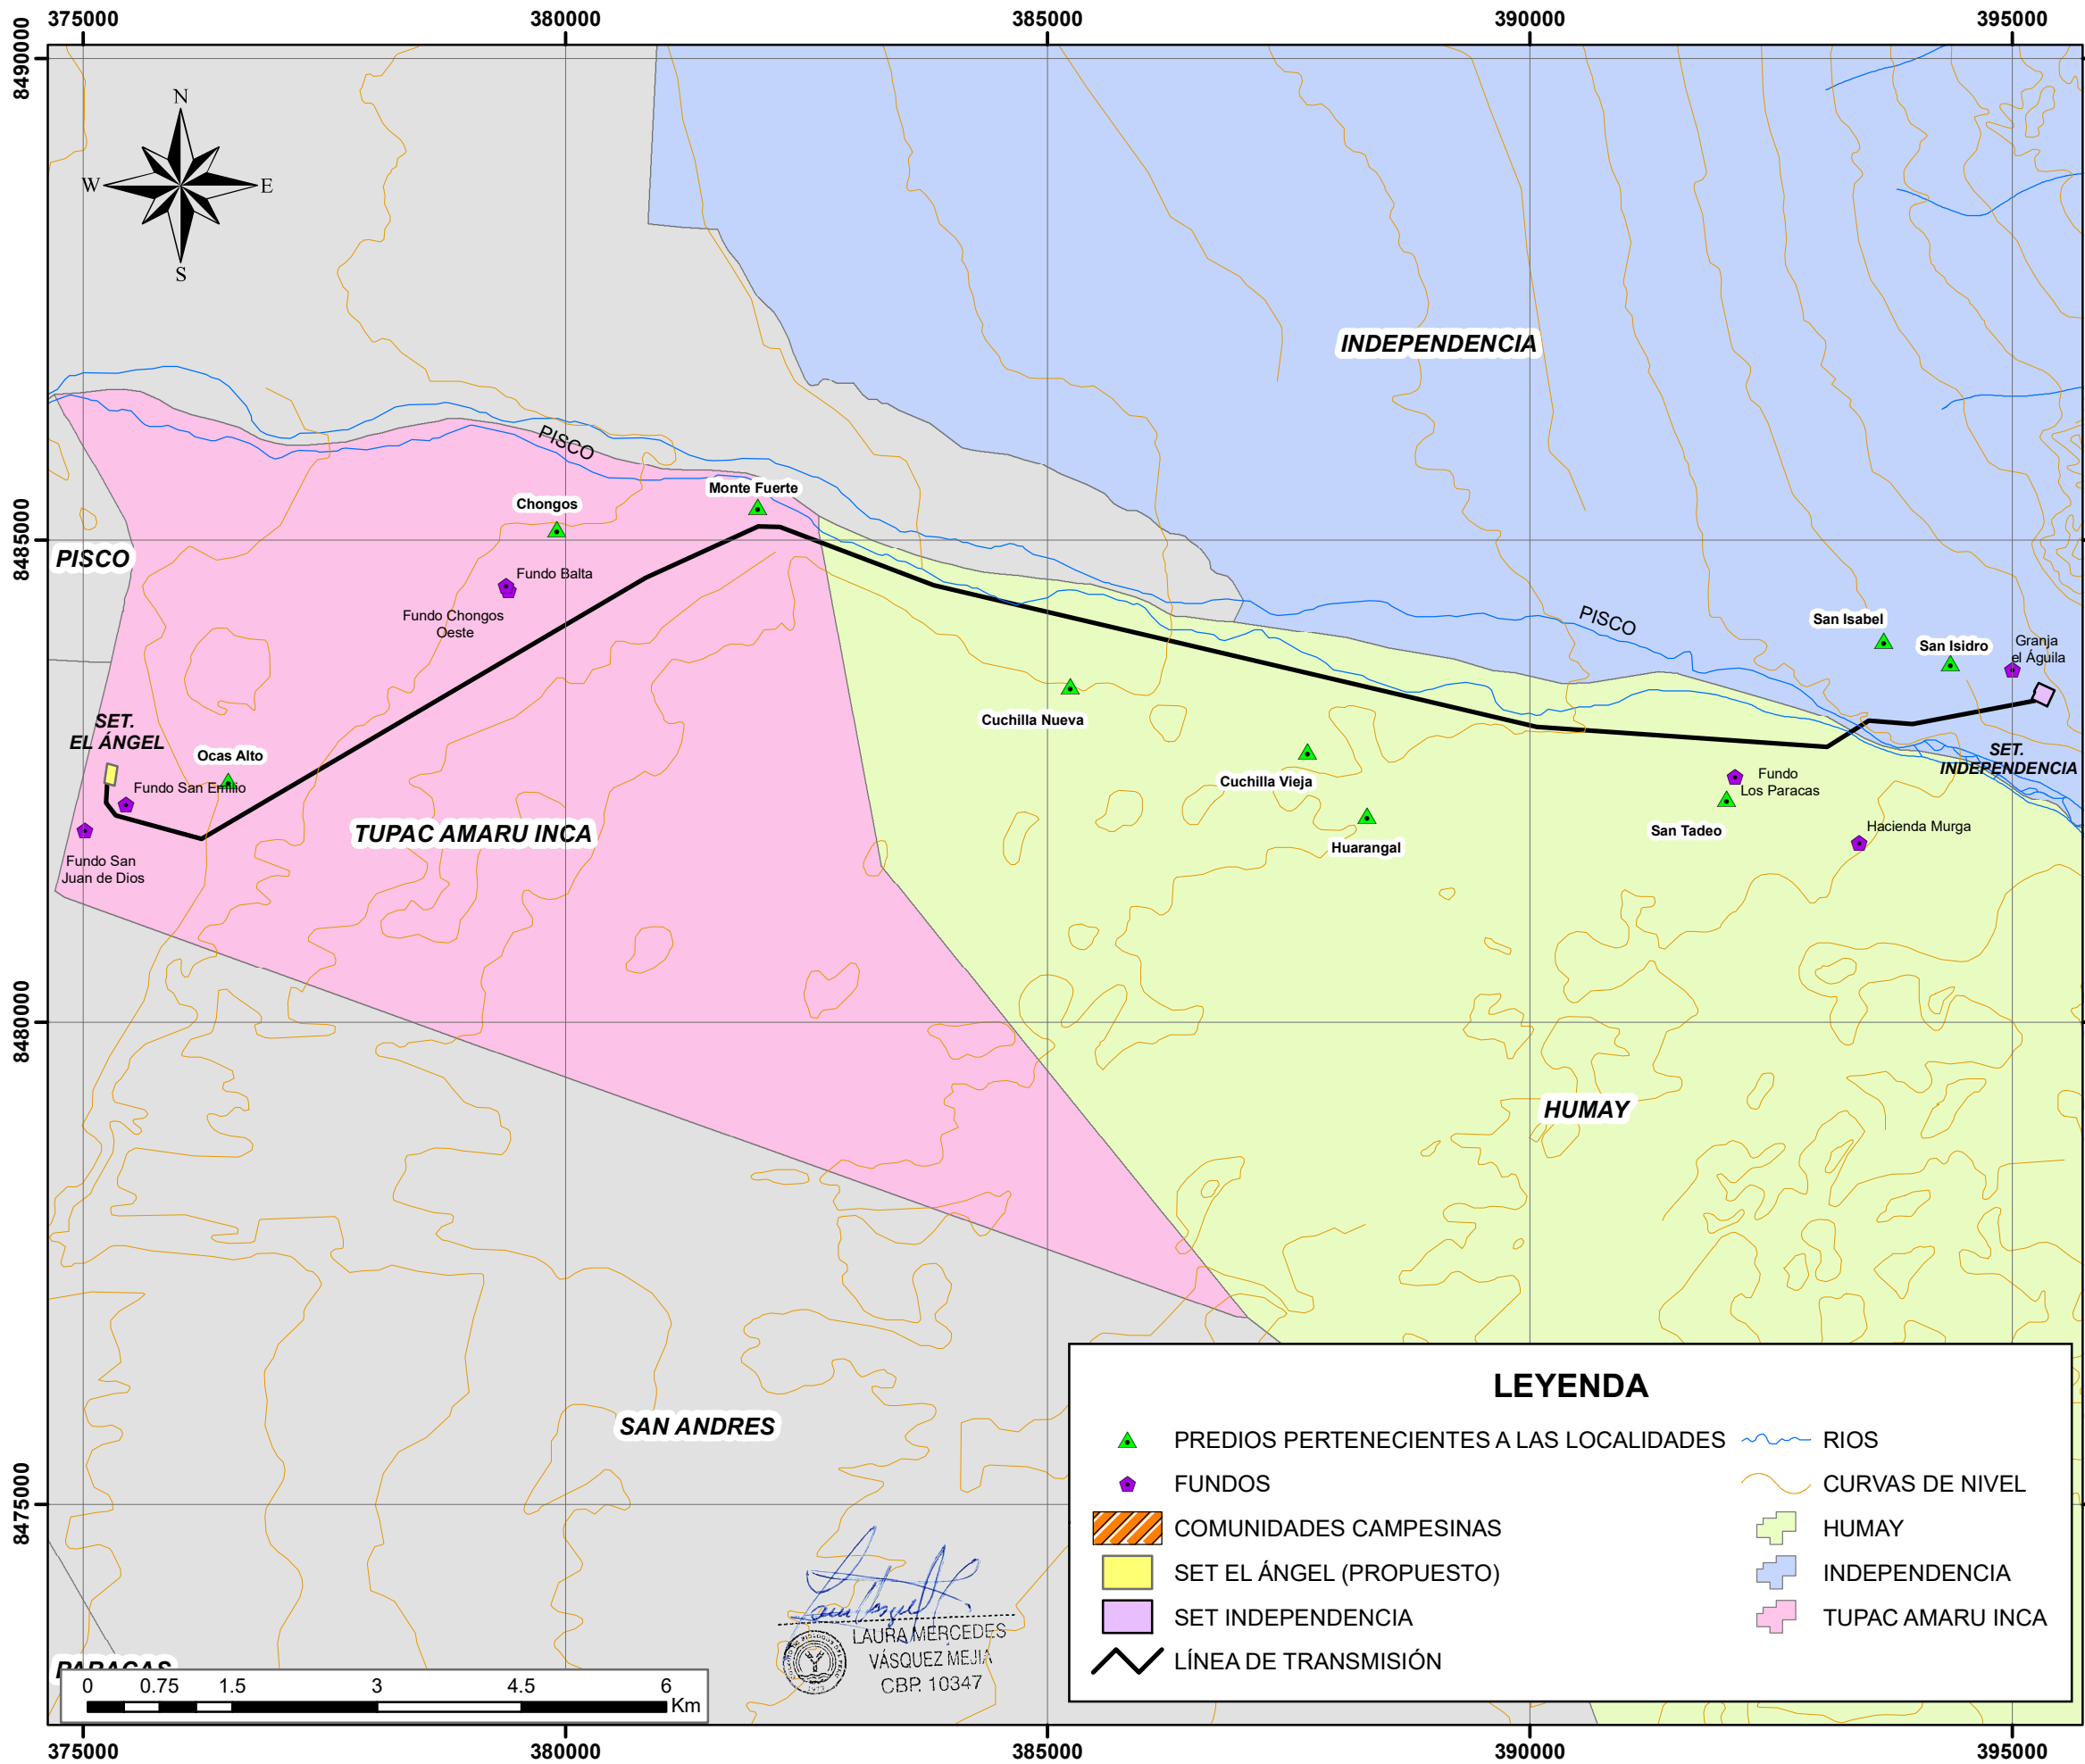 375000 380000 385000 390000 395000
8490000
N
W E
S
INDEPENDENCIA
PISCO
Monte Fuerte
Chongos
8485000
PISCO
Fundo Balta
Fundo Chongos
Oeste
PISCO
San Isabel
San Isidro
Granja
el Águila
SET.
EL ÁNGEL
Ocas Alto
Fundo San Emilio
Cuchilla Nueva
Cuchilla Vieja
SET.
INDEPENDENCIA
Fundo
Los Paracas
TUPAC AMARU INCA
San Tadeo
Hacienda Murga
Huarangal
Fundo San
Juan de Dios
8480000
HUMAY
SAN ANDRES
8475000
PARACAS
LEYENDA
PREDIOS PERTENECIENTES A LAS LOCALIDADES
FUNDOS
COMUNIDADES CAMPESINAS
SET EL ÁNGEL (PROPUESTO)
SET INDEPENDENCIA
LÍNEA DE TRANSMISIÓN
RIOS
CURVAS DE NIVEL
HUMAY
INDEPENDENCIA
TUPAC AMARU INCA
LAURA MERCEDES
VÁSQUEZ MEJIA
CBP. 10347
0 0.75 1.5 3 4.5 6
Km
375000 380000 385000 390000 395000